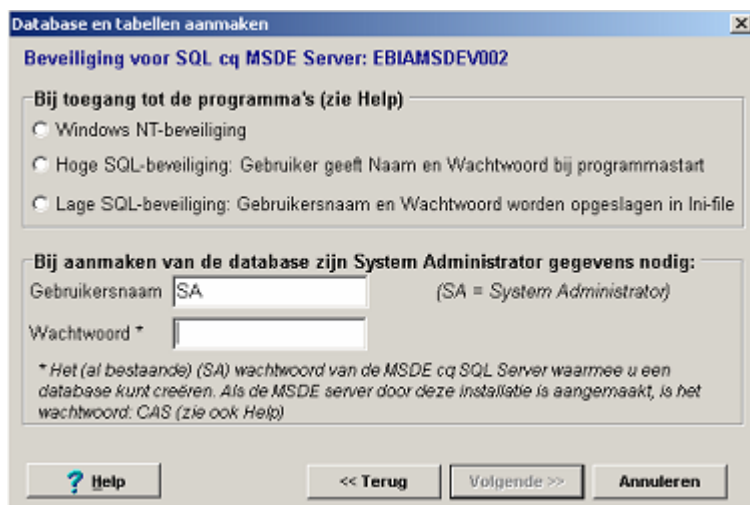 Database en tabellen aanmaken
Beveiliging voor SQL cq MSDE Server: EBIAMSDEV002
Bij toegang tot de programma's (zie Help)
Windows NT-beveiliging
Hoge SQL-beveiliging: Gebruiker geeft Naam en Wachtwoord bij programmastart
Lage SQL-beveiliging: Gebruikersnaam en Wachtwoord worden opgeslagen in Ini-file
Bij aanmaken van de database zijn System Administrator gegevens nodig:
Gebruikersnaam SA (SA = System Administrator)
Wachtwoord *
* Het (al bestaande) (SA) wachtwoord van de MSDE cq SQL Server waarmee u een
database kunt creëren. Als de MSDE server door deze installatie is aangemaakt, is het
wachtwoord: CAS (zie ook Help)
? Help << Terug Volgende >> Annuleren